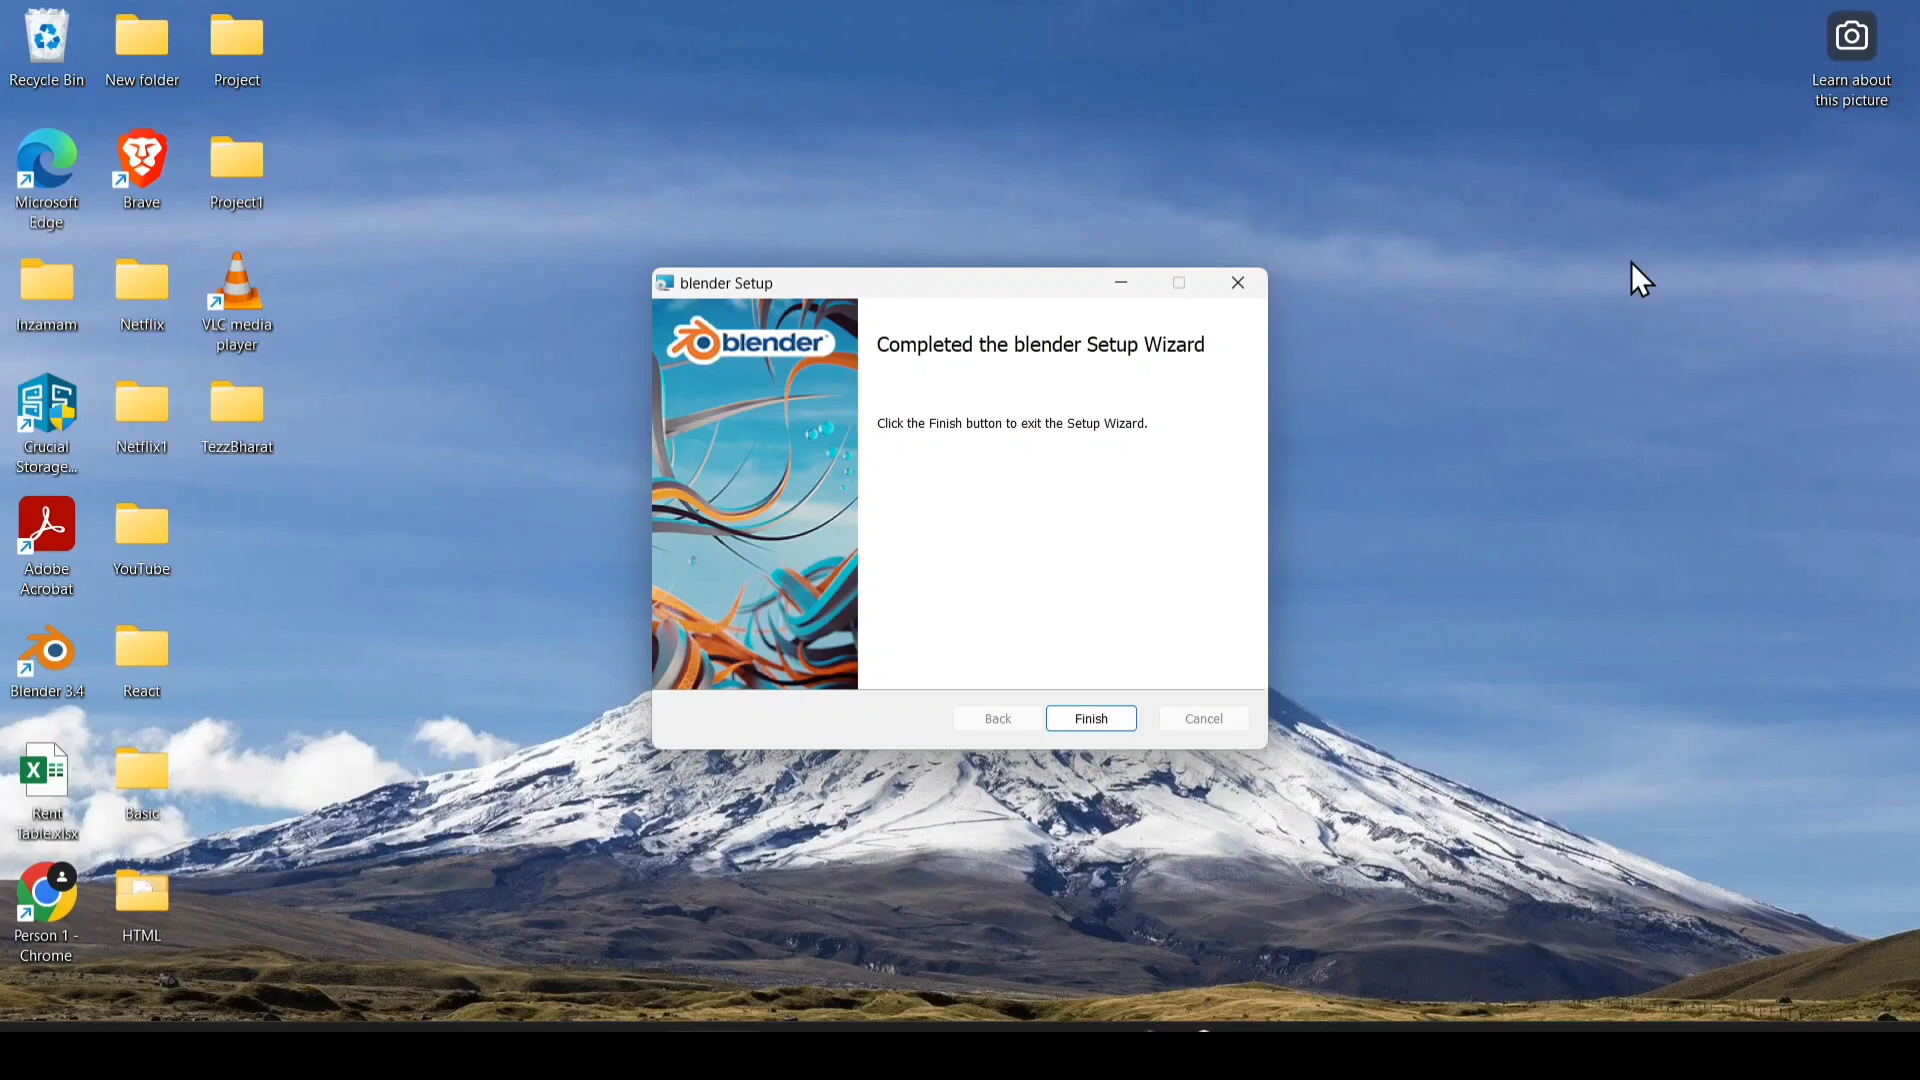 Recycle Bin
New folder
Project
Learn about
this picture
Microsoft
Edge
Brave
Project1
Inzamam
Netflix
VLC media
player
Crucial
Storage...
Netflix1
TezzBharat
Adobe
Acrobat
YouTube
Blender 3.4
React
Rent
Table.xlsx
Basic
Person 1 -
Chrome
HTML
blender Setup
blender
Completed the blender Setup Wizard
Click the Finish button to exit the Setup Wizard.
Back
Finish
Cancel